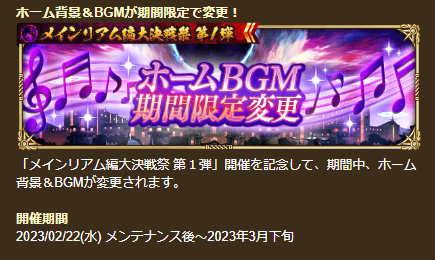 ホーム背景＆BGMが期間限定で変更！
メインリアム編大決戦祭 第1弾
ホームBGM
期間限定変更
「メインリアム編大決戦祭 第１弾」開催を記念して、期間中、ホーム
背景＆BGMが変更されます。
開催期間
2023/02/22(水) メンテナンス後～2023年3月下旬